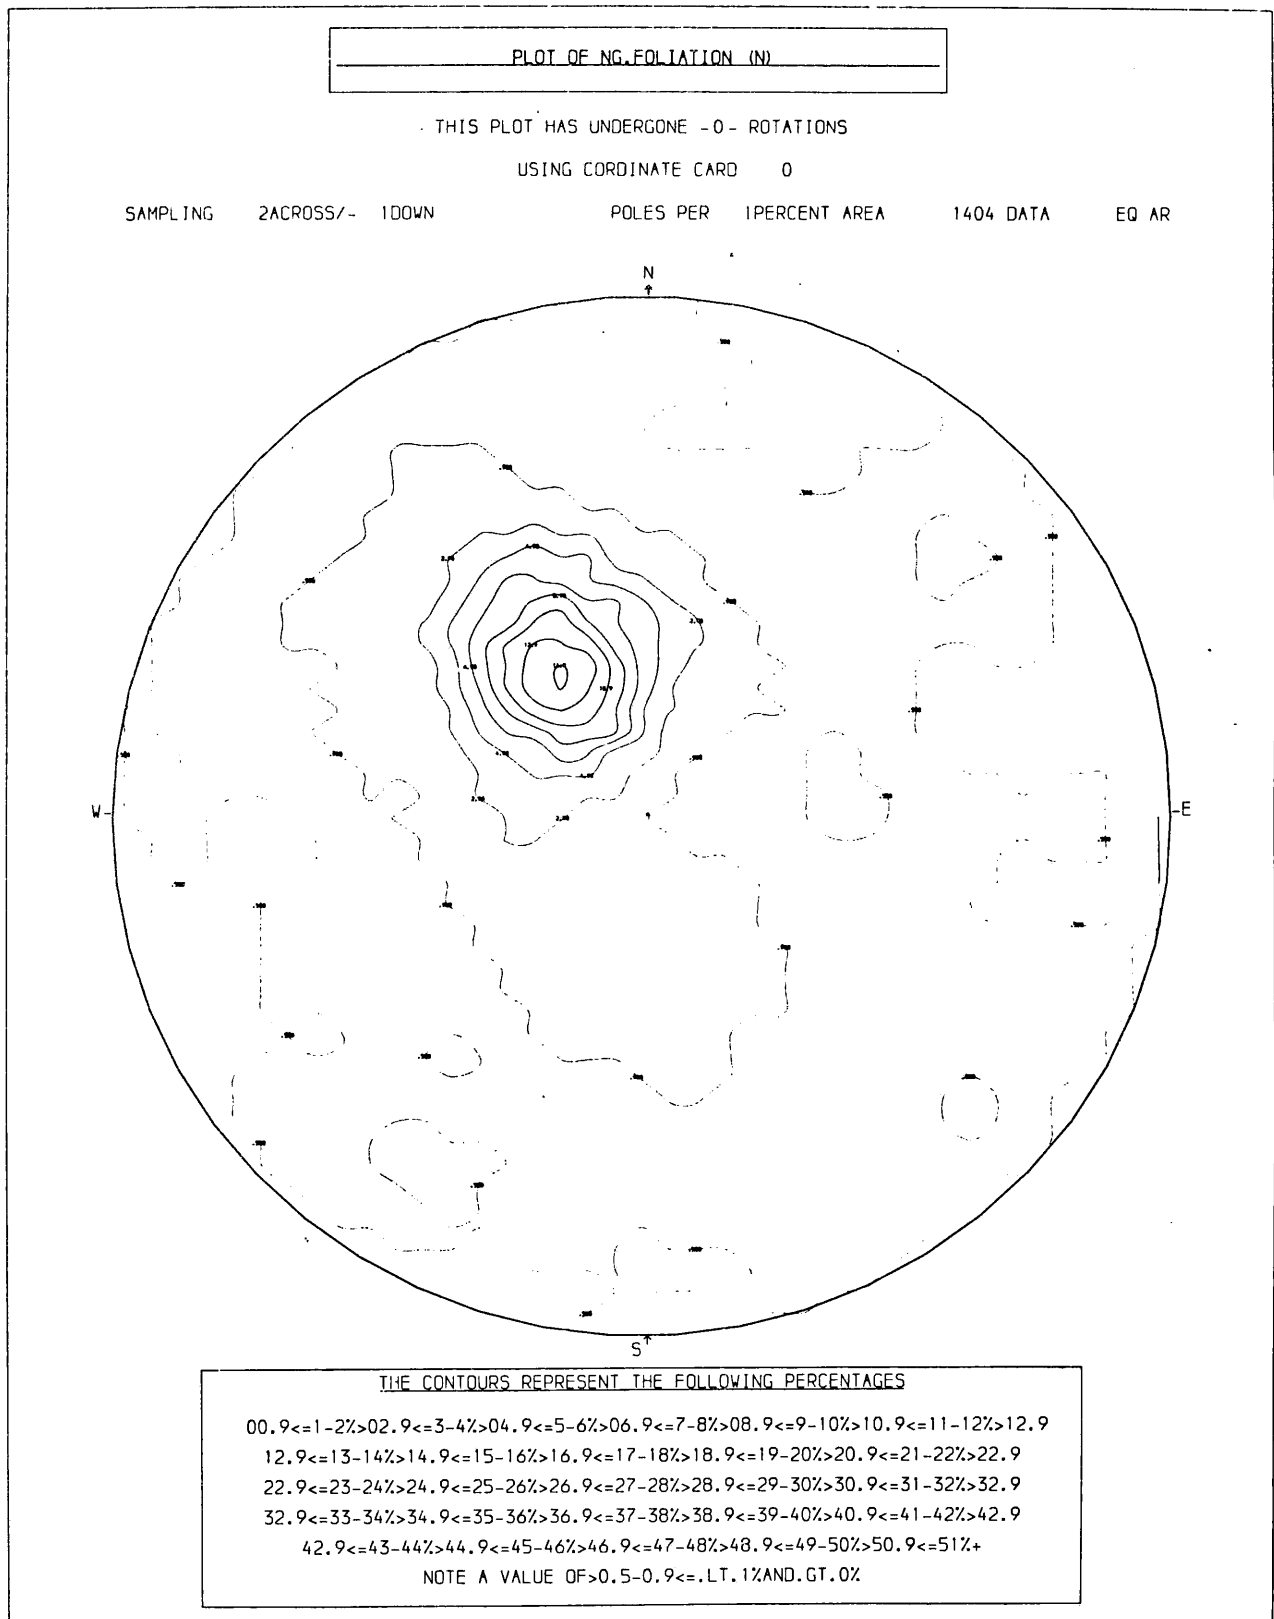 PLOT OF NG.FOLIATION (N)
THIS PLOT HAS UNDERGONE -0- ROTATIONS
USING CORDINATE CARD 0
SAMPLING 2ACROSS/- 1DOWN POLES PER 1PERCENT AREA 1404 DATA EQ AR
N
W
E
S
THE CONTOURS REPRESENT THE FOLLOWING PERCENTAGES
00.9<=1-2%>02.9<=3-4%>04.9<=5-6%>06.9<=7-8%>08.9<=9-10%>10.9<=11-12%>12.9
12.9<=13-14%>14.9<=15-16%>16.9<=17-18%>18.9<=19-20%>20.9<=21-22%>22.9
22.9<=23-24%>24.9<=25-26%>26.9<=27-28%>28.9<=29-30%>30.9<=31-32%>32.9
32.9<=33-34%>34.9<=35-36%>36.9<=37-38%>38.9<=39-40%>40.9<=41-42%>42.9
42.9<=43-44%>44.9<=45-46%>46.9<=47-48%>48.9<=49-50%>50.9<=51%+
NOTE A VALUE OF>0.5-0.9<=.LT.1%AND.GT.0%